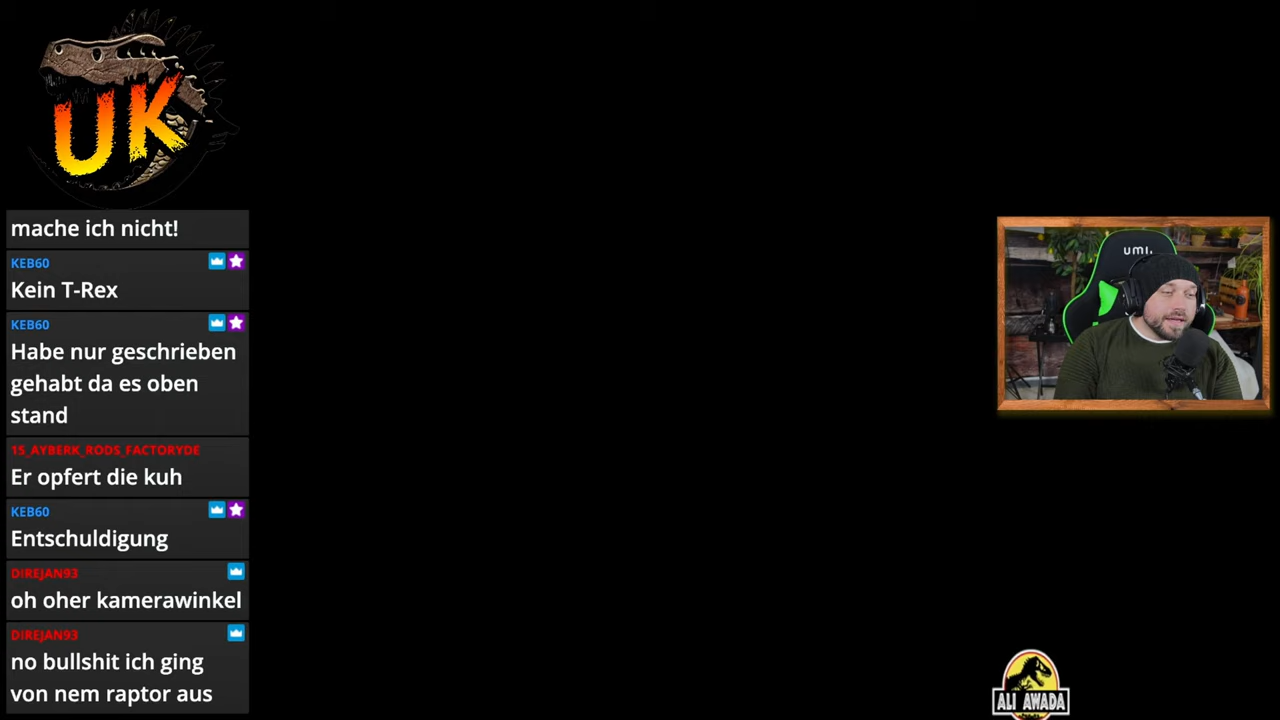 UK
mache ich nicht!
KEB60
Kein T-Rex
KEB60
Habe nur geschrieben
gehabt da es oben
stand
15_AYBERK_RODS_FACTORYDE
Er opfert die kuh
KEB60
Entschuldigung
DIREJAN93
oh oher kamerawinkel
DIREJAN93
no bullshit ich ging
von nem raptor aus
UMI.
ALI AWADA